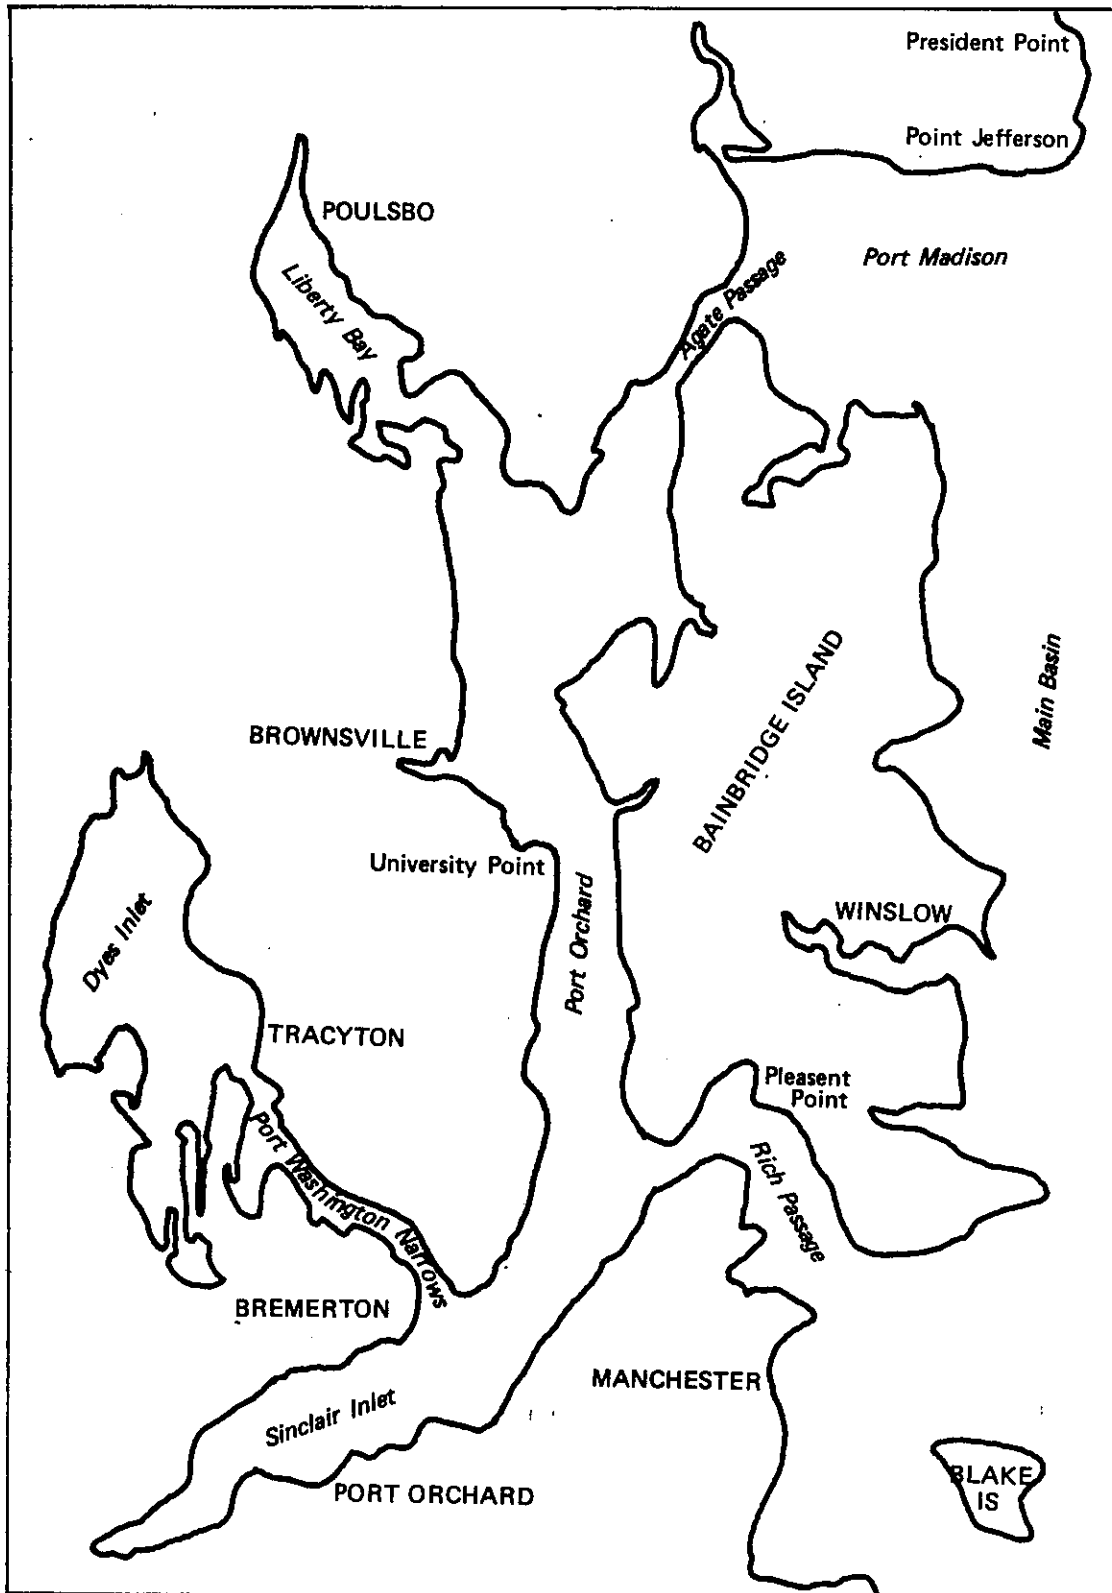 President Point
Point Jefferson
POULSBO
Port Madison
Liberty Bay
Agate Passage
Main Basin
BAINBRIDGE ISLAND
BROWNSVILLE
University Point
Port Orchard
WINSLOW
Dyes Inlet
TRACYTON
Pleasent
Point
Port Washington Narrows
Rich Passage
BREMERTON
MANCHESTER
Sinclair Inlet
PORT ORCHARD
BLAKE
IS